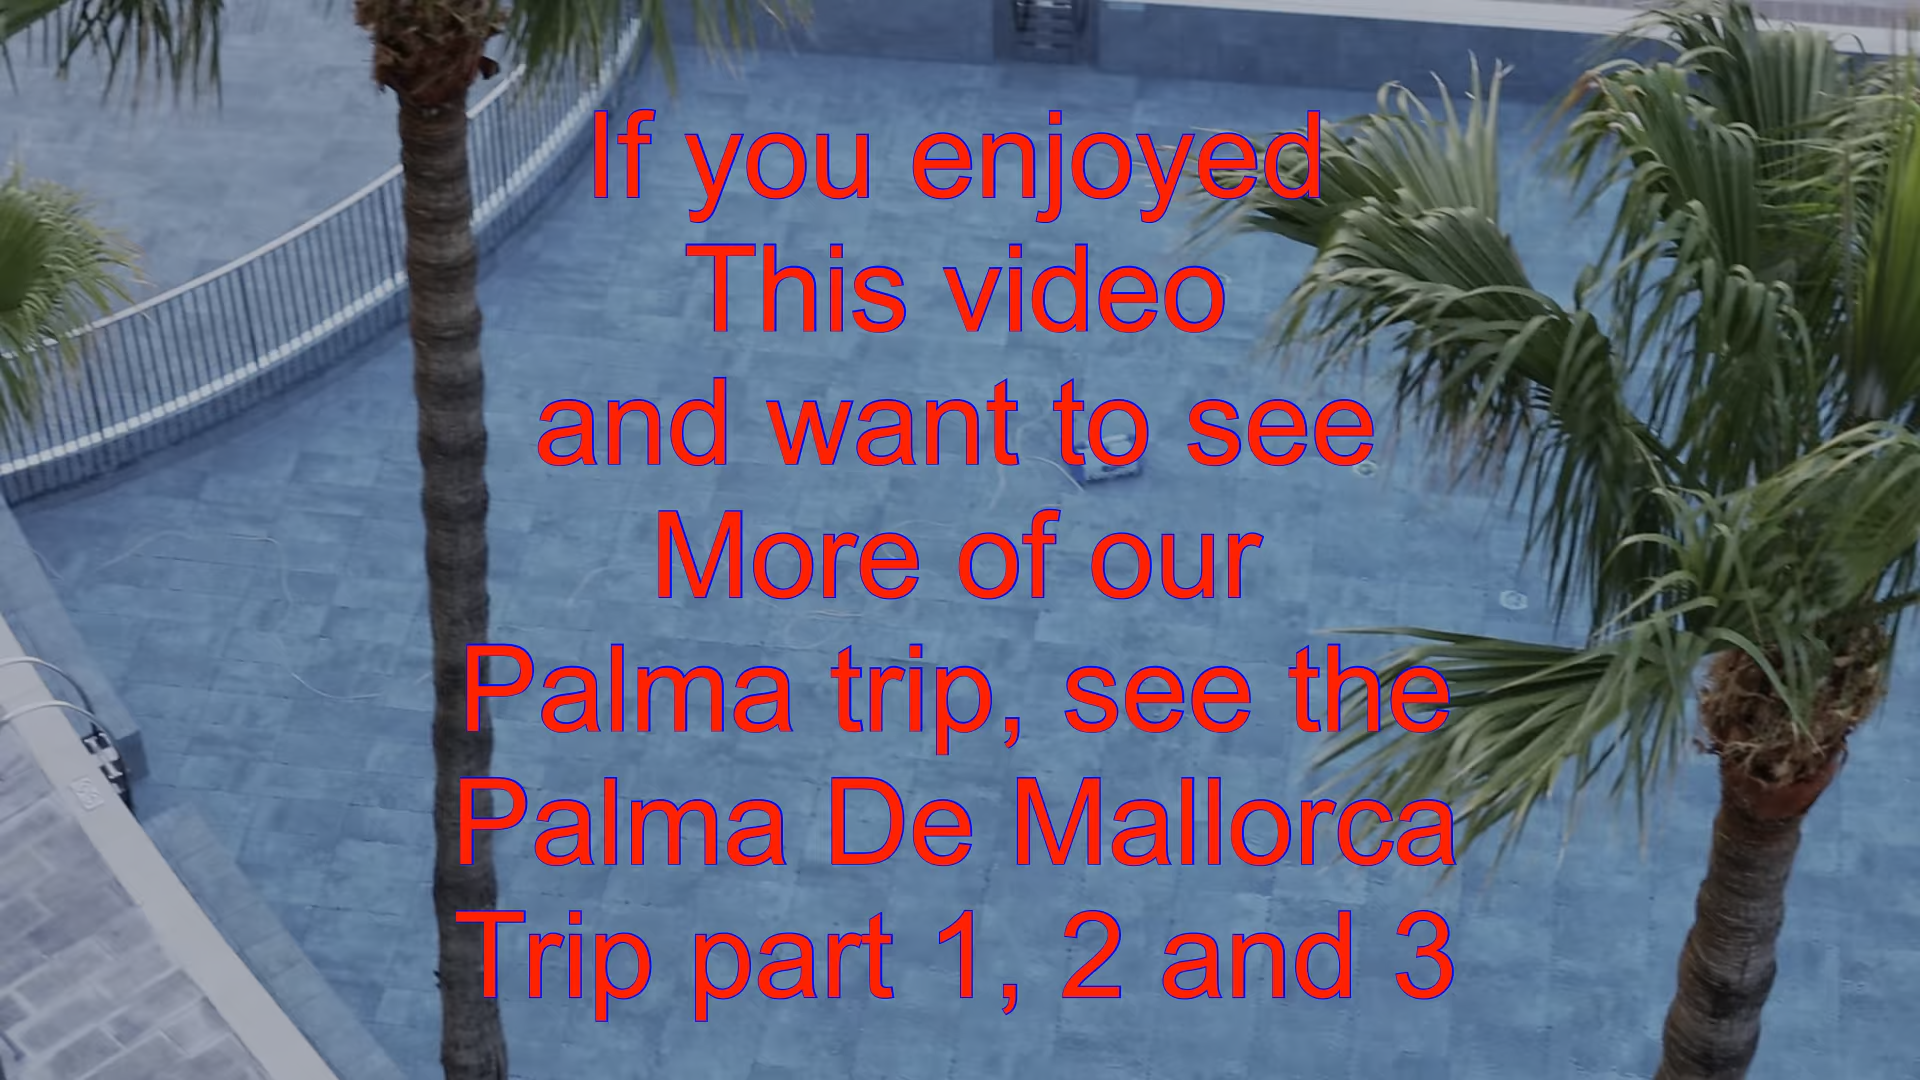 If you enjoyed
This video
and want to see
More of our
Palma trip, see the
Palma De Mallorca
Trip part 1, 2 and 3